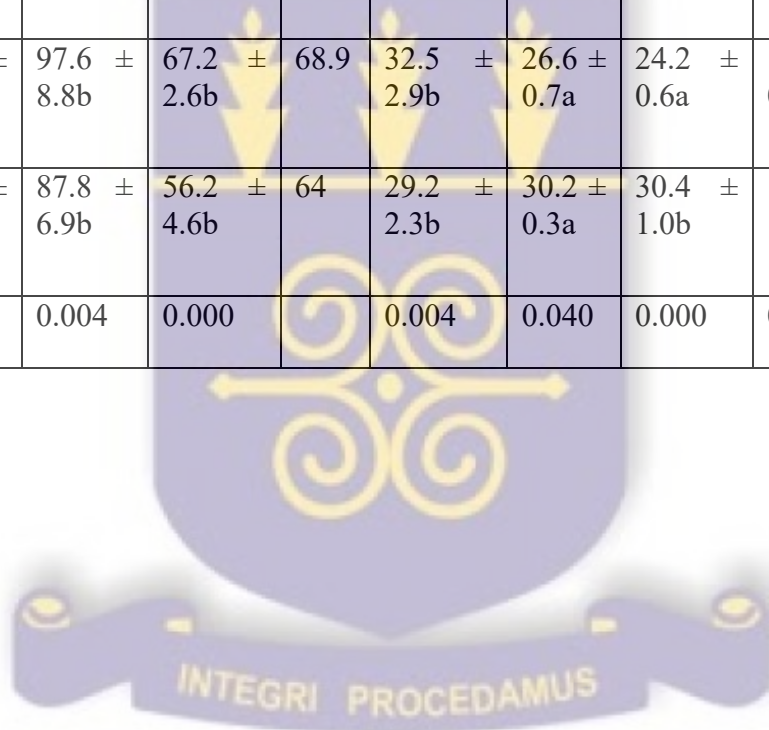 ± 97.6 ± 67.2 ± 68.9 32.5 ± 26.6 ± 24.2 ±
8.8b 2.6b 2.9b 0.7a 0.6a
± 87.8 ± 56.2 ± 64 29.2 ± 30.2 ± 30.4 ±
6.9b 4.6b 2.3b 0.3a 1.0b
0.004 0.000 0.004 0.040 0.000
INTEGRI PROCEDAMUS